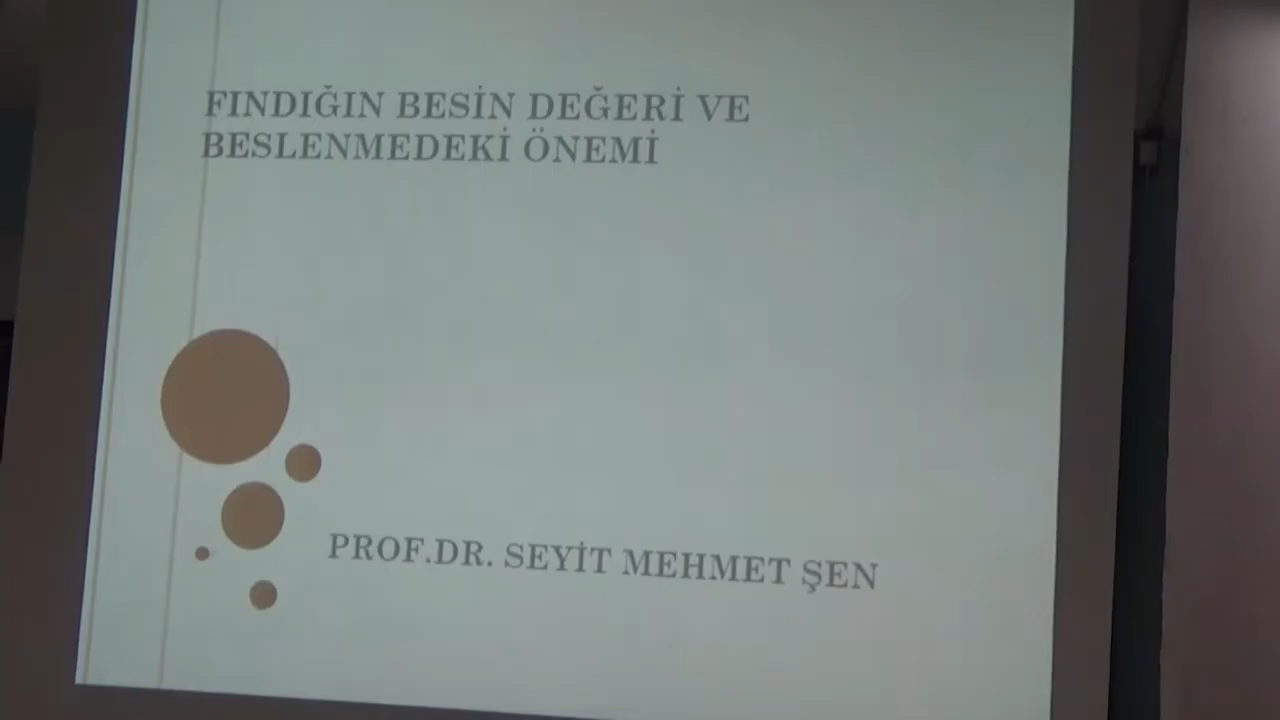 FINDIĞIN BESİN DEĞERİ VE
BESLENMEDEKİ ÖNEMİ
PROF.DR. SEYİT MEHMET ŞEN